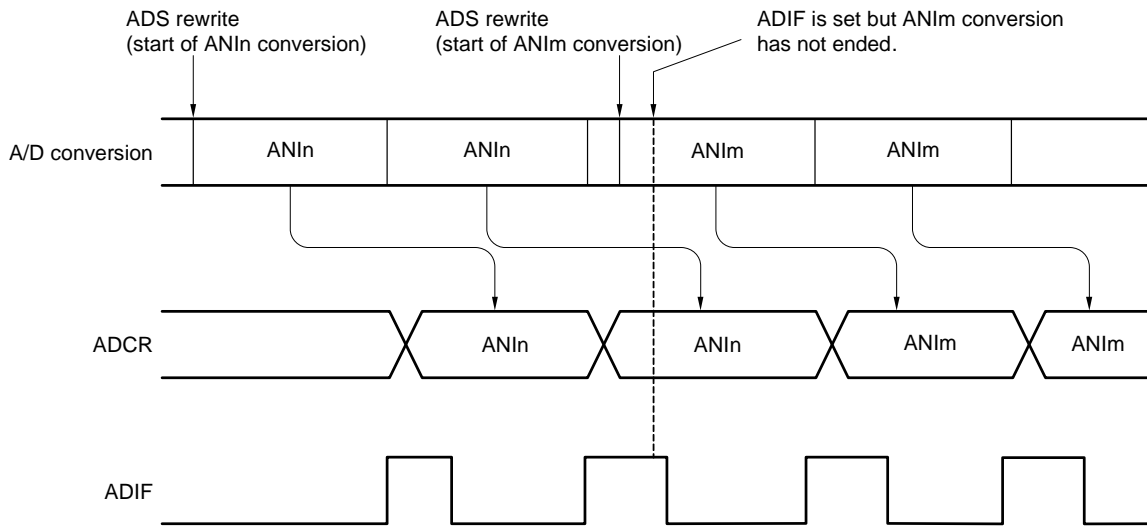 ADS rewrite
(start of ANIn conversion)
ADS rewrite
(start of ANIm conversion)
ADIF is set but ANIm conversion
has not ended.
A/D conversion
ANIn
ANIn
ANIm
ANIm
ADCR
ANIn
ANIn
ANIm
ANIm
ADIF